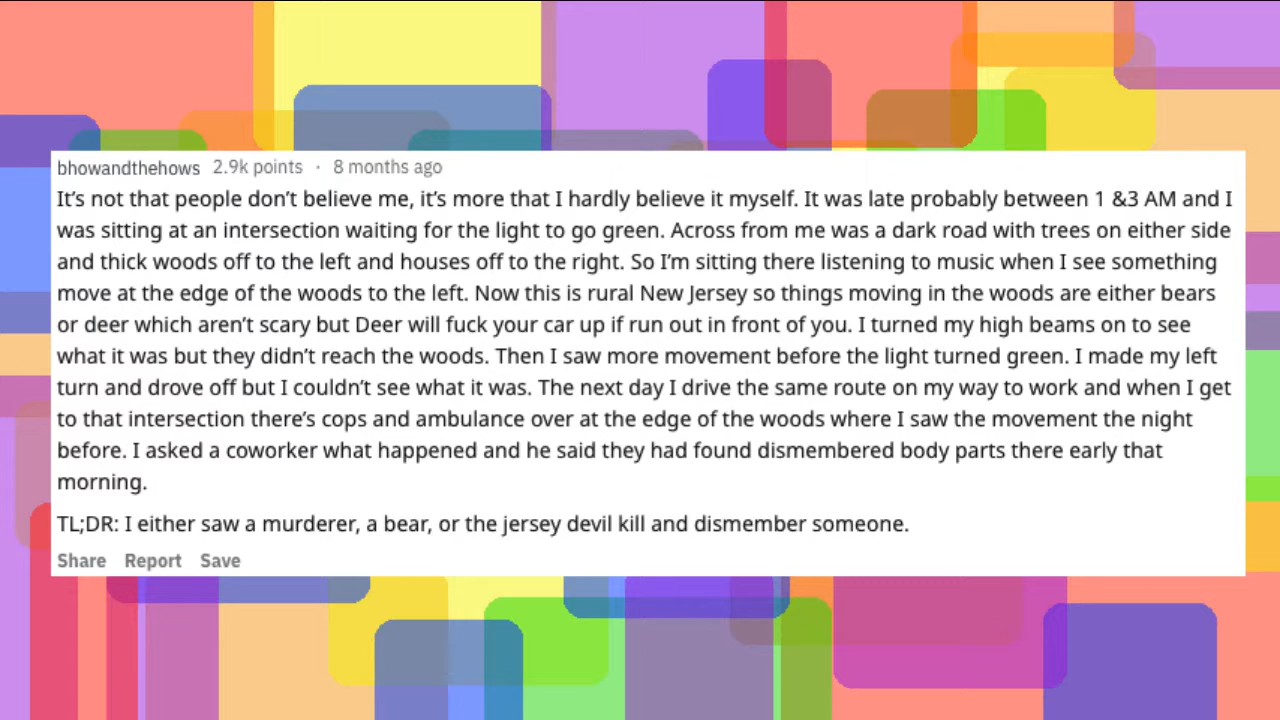 bhowandthehows 2.9k points · 8 months ago
It’s not that people don’t believe me, it’s more that I hardly believe it myself. It was late probably between 1 &3 AM and I
was sitting at an intersection waiting for the light to go green. Across from me was a dark road with trees on either side
and thick woods off to the left and houses off to the right. So I’m sitting there listening to music when I see something
move at the edge of the woods to the left. Now this is rural New Jersey so things moving in the woods are either bears
or deer which aren’t scary but Deer will fuck your car up if run out in front of you. I turned my high beams on to see
what it was but they didn’t reach the woods. Then I saw more movement before the light turned green. I made my left
turn and drove off but I couldn’t see what it was. The next day I drive the same route on my way to work and when I get
to that intersection there’s cops and ambulance over at the edge of the woods where I saw the movement the night
before. I asked a coworker what happened and he said they had found dismembered body parts there early that
morning.
TL;DR: I either saw a murderer, a bear, or the jersey devil kill and dismember someone.
Share Report Save